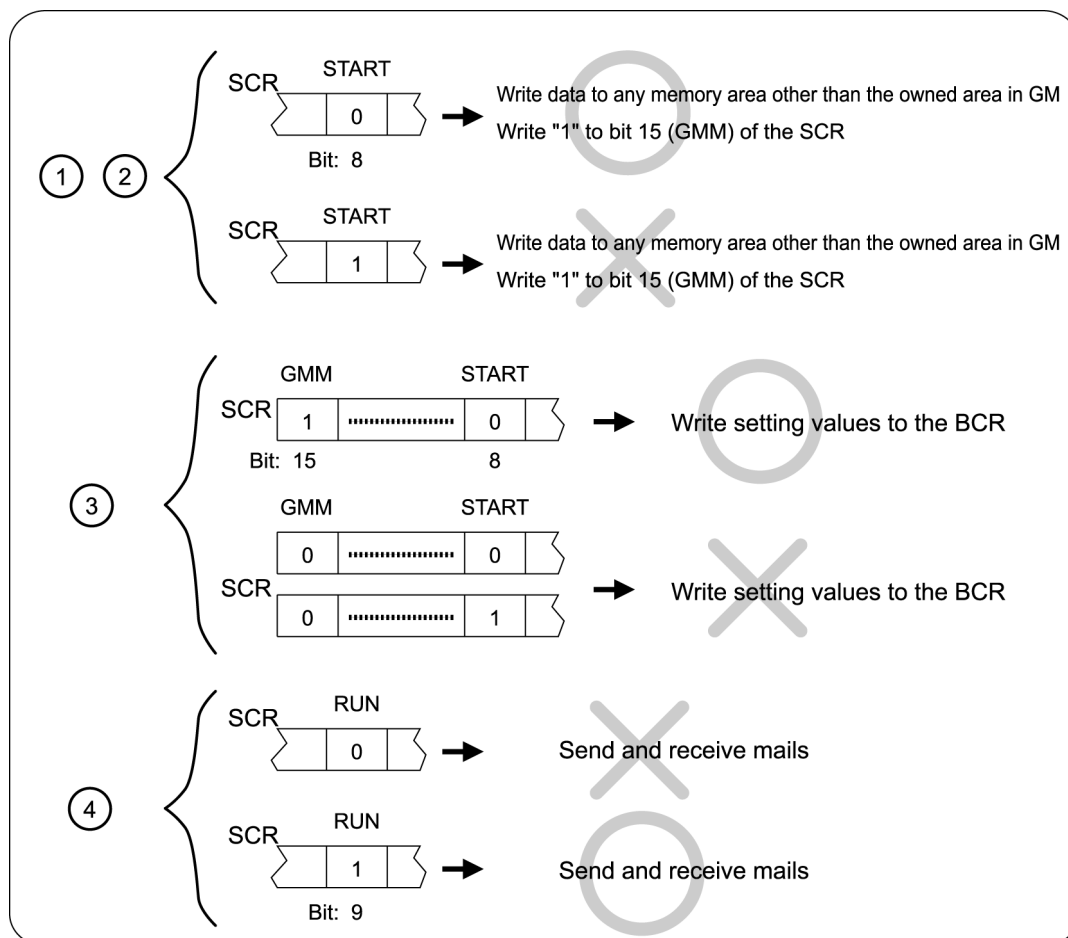 START
SCR
0
Write data to any memory area other than the owned area in GM
Write "1" to bit 15 (GMM) of the SCR
Bit: 8
1 2
START
SCR
1
Write data to any memory area other than the owned area in GM
Write "1" to bit 15 (GMM) of the SCR
GMM START
SCR 1 0
Write setting values to the BCR
Bit: 15 8
3
GMM START
0 0
SCR
Write setting values to the BCR
0 1
RUN
SCR
0
Send and receive mails
4
RUN
SCR
1
Send and receive mails
Bit: 9